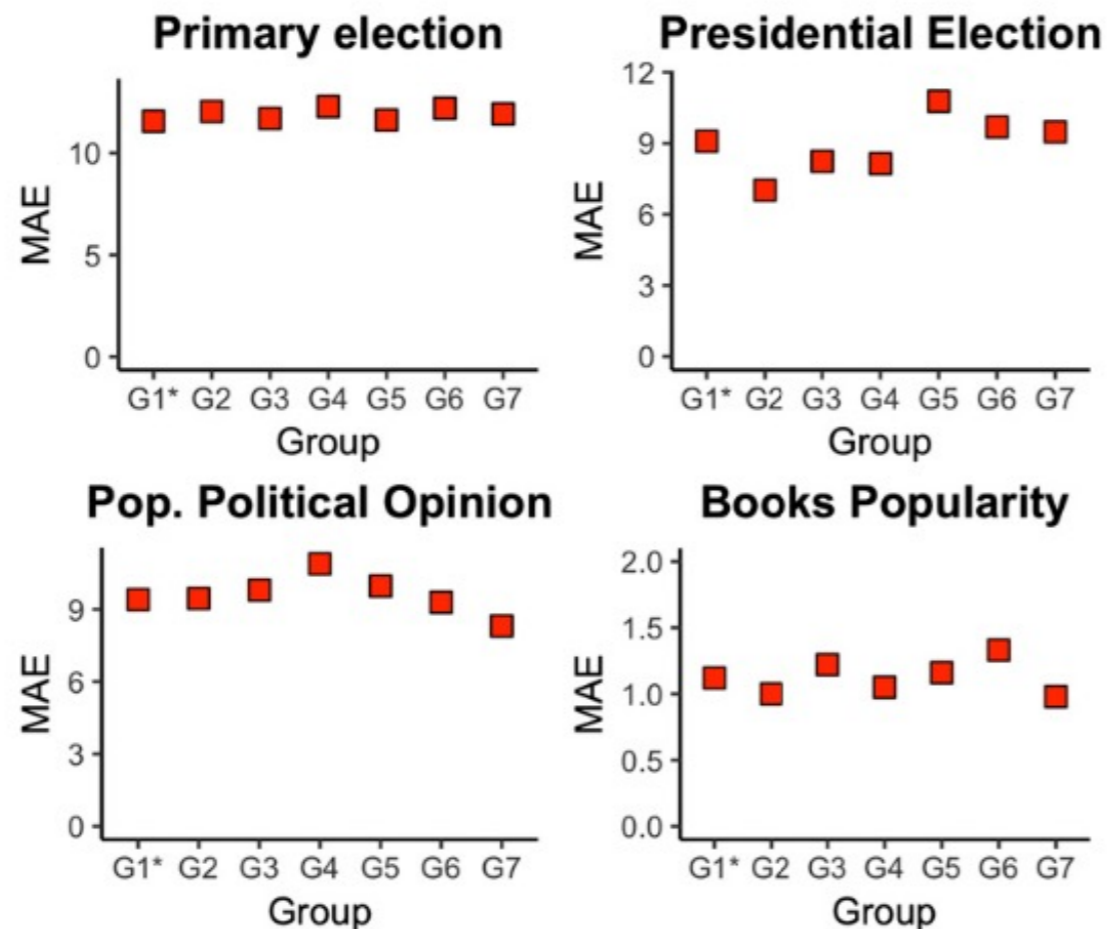 Primary election
MAE
10
5
0
G1* G2 G3 G4 G5 G6 G7
Group
Presidential Election
MAE
12
9
6
3
0
G1* G2 G3 G4 G5 G6 G7
Group
Pop. Political Opinion
MAE
9
6
3
0
G1* G2 G3 G4 G5 G6 G7
Group
Books Popularity
MAE
2.0
1.5
1.0
0.5
0.0
G1* G2 G3 G4 G5 G6 G7
Group